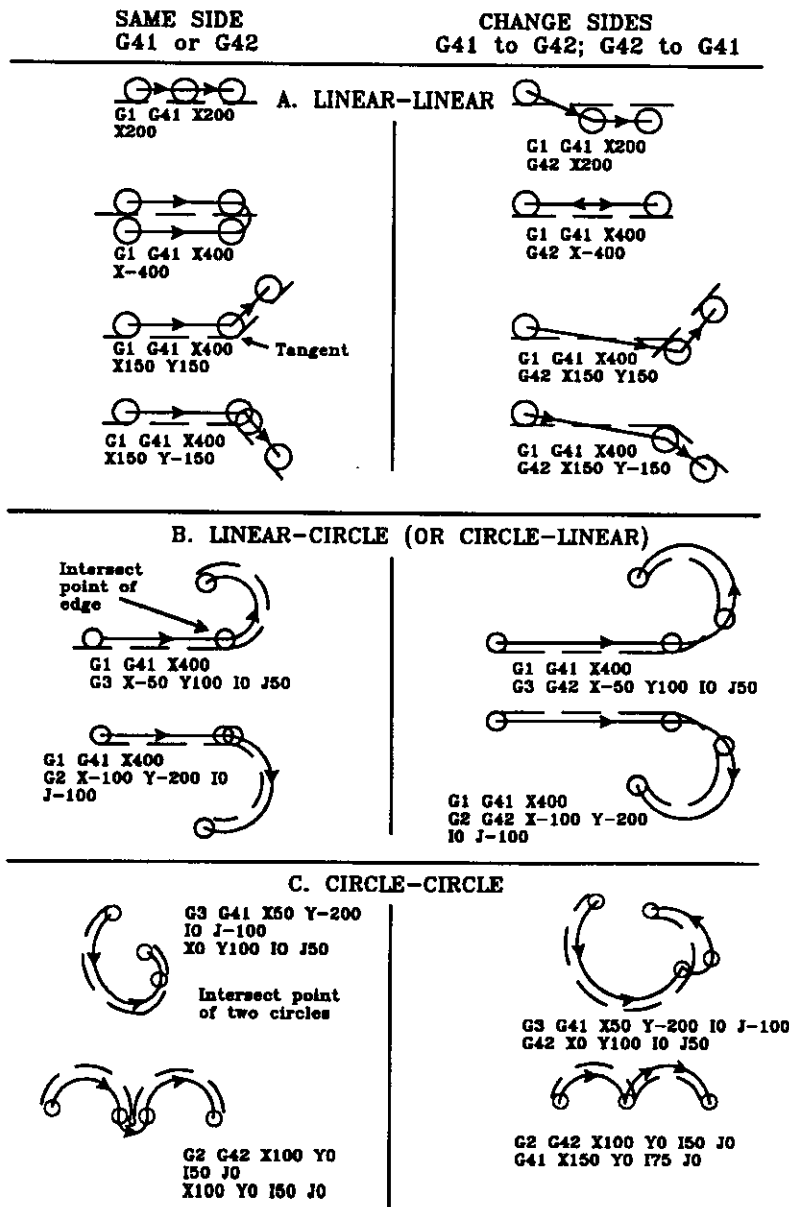 SAME SIDE
G41 or G42
CHANGE SIDES
G41 to G42; G42 to G41
A. LINEAR-LINEAR
G1 G41 X200
X200
G1 G41 X200
G42 X200
G1 G41 X400
X-400
G1 G41 X400
G42 X-400
G1 G41 X400
X150 Y150
Tangent
G1 G41 X400
G42 X150 Y150
G1 G41 X400
X150 Y-150
G1 G41 X400
G42 X150 Y-150
B. LINEAR-CIRCLE (OR CIRCLE-LINEAR)
Intersect
point of
edge
G1 G41 X400
G3 X-50 Y100 I0 J50
G1 G41 X400
G3 G42 X-50 Y100 I0 J50
G1 G41 X400
G2 X-100 Y-200 I0
J-100
G1 G41 X400
G2 G42 X-100 Y-200
I0 J-100
C. CIRCLE-CIRCLE
G3 G41 X50 Y-200
I0 J-100
X0 Y100 I0 J50
Intersect point
of two circles
G3 G41 X50 Y-200 I0 J-100
G42 X0 Y100 I0 J50
G2 G42 X100 Y0
I50 J0
X100 Y0 I50 J0
G2 G42 X100 Y0 I50 J0
G41 X150 Y0 I75 J0